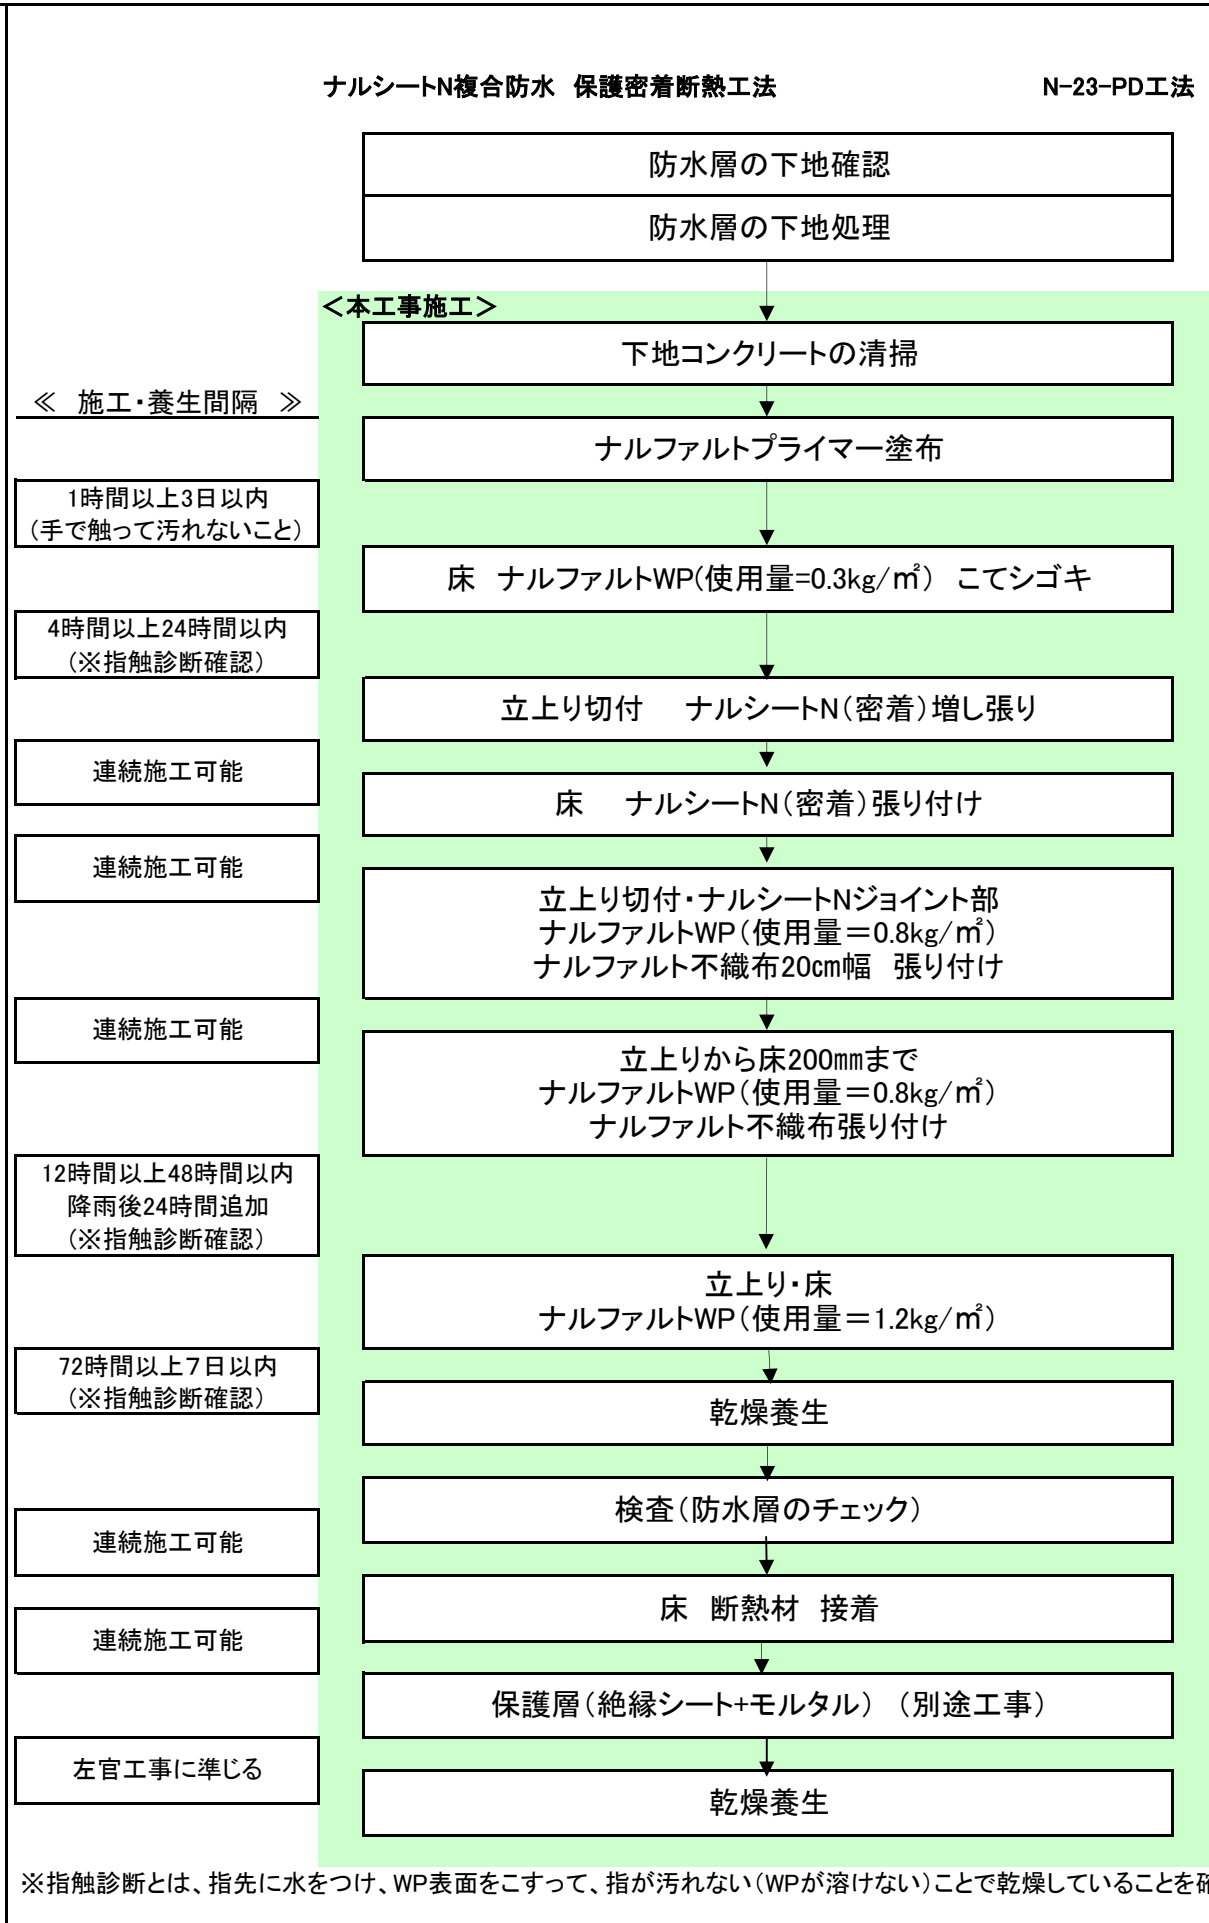 ナルシートN複合防水 保護密着断熱工法 N-23-PD工法
防水層の下地確認
防水層の下地処理
＜本工事施工＞
下地コンクリートの清掃
≪ 施工・養生間隔 ≫
ナルファルトプライマー塗布
1時間以上3日以内
（手で触って汚れないこと）
床 ナルファルトWP(使用量=0.3kg/㎡） こてシゴキ
4時間以上24時間以内
（※指触診断確認）
立上り切付 ナルシートN（密着）増し張り
連続施工可能
床 ナルシートN（密着）張り付け
連続施工可能
立上り切付・ナルシートNジョイント部
ナルファルトWP（使用量＝0.8kg/㎡）
ナルファルト不織布20㎝幅 張り付け
連続施工可能
立上りから床200㎜まで
ナルファルトWP（使用量＝0.8kg/㎡）
ナルファルト不織布張り付け
12時間以上48時間以内
降雨後24時間追加
（※指触診断確認）
立上り・床
ナルファルトWP（使用量＝1.2kg/㎡）
72時間以上７日以内
（※指触診断確認）
乾燥養生
検査（防水層のチェック）
連続施工可能
床 断熱材 接着
連続施工可能
保護層（絶縁シート+モルタル） （別途工事）
左官工事に準じる
乾燥養生
※指触診断とは、指先に水をつけ、WP表面をこすって、指が汚れない（WPが溶けない）ことで乾燥していることを確